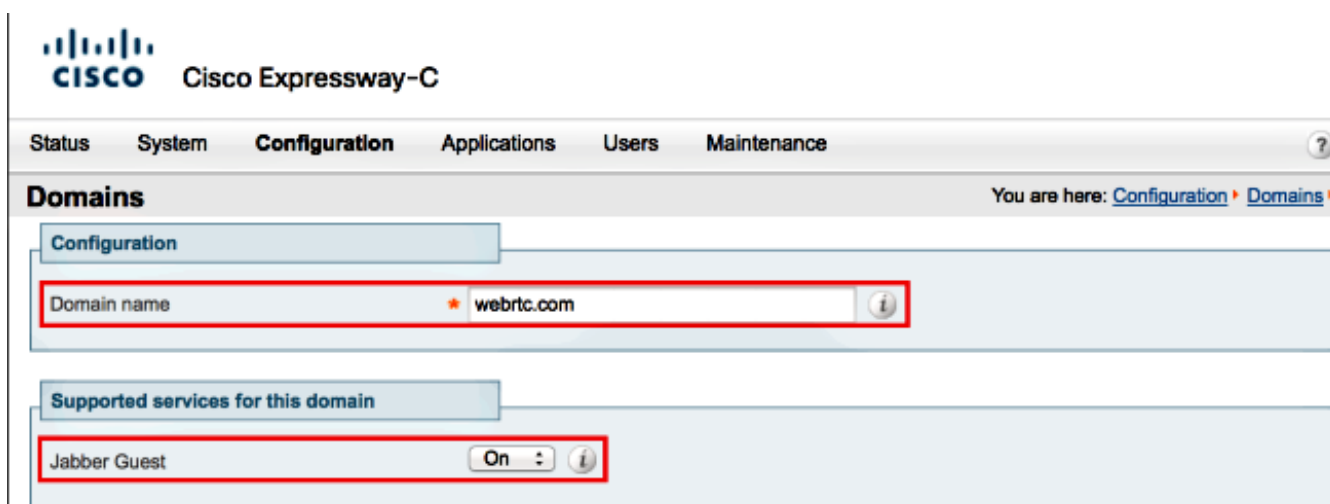 CISCO Cisco Expressway-C
Status System Configuration Applications Users Maintenance ?
Domains You are here: Configuration Domains
Configuration
Domain name * webrtc.com i
Supported services for this domain
Jabber Guest On i